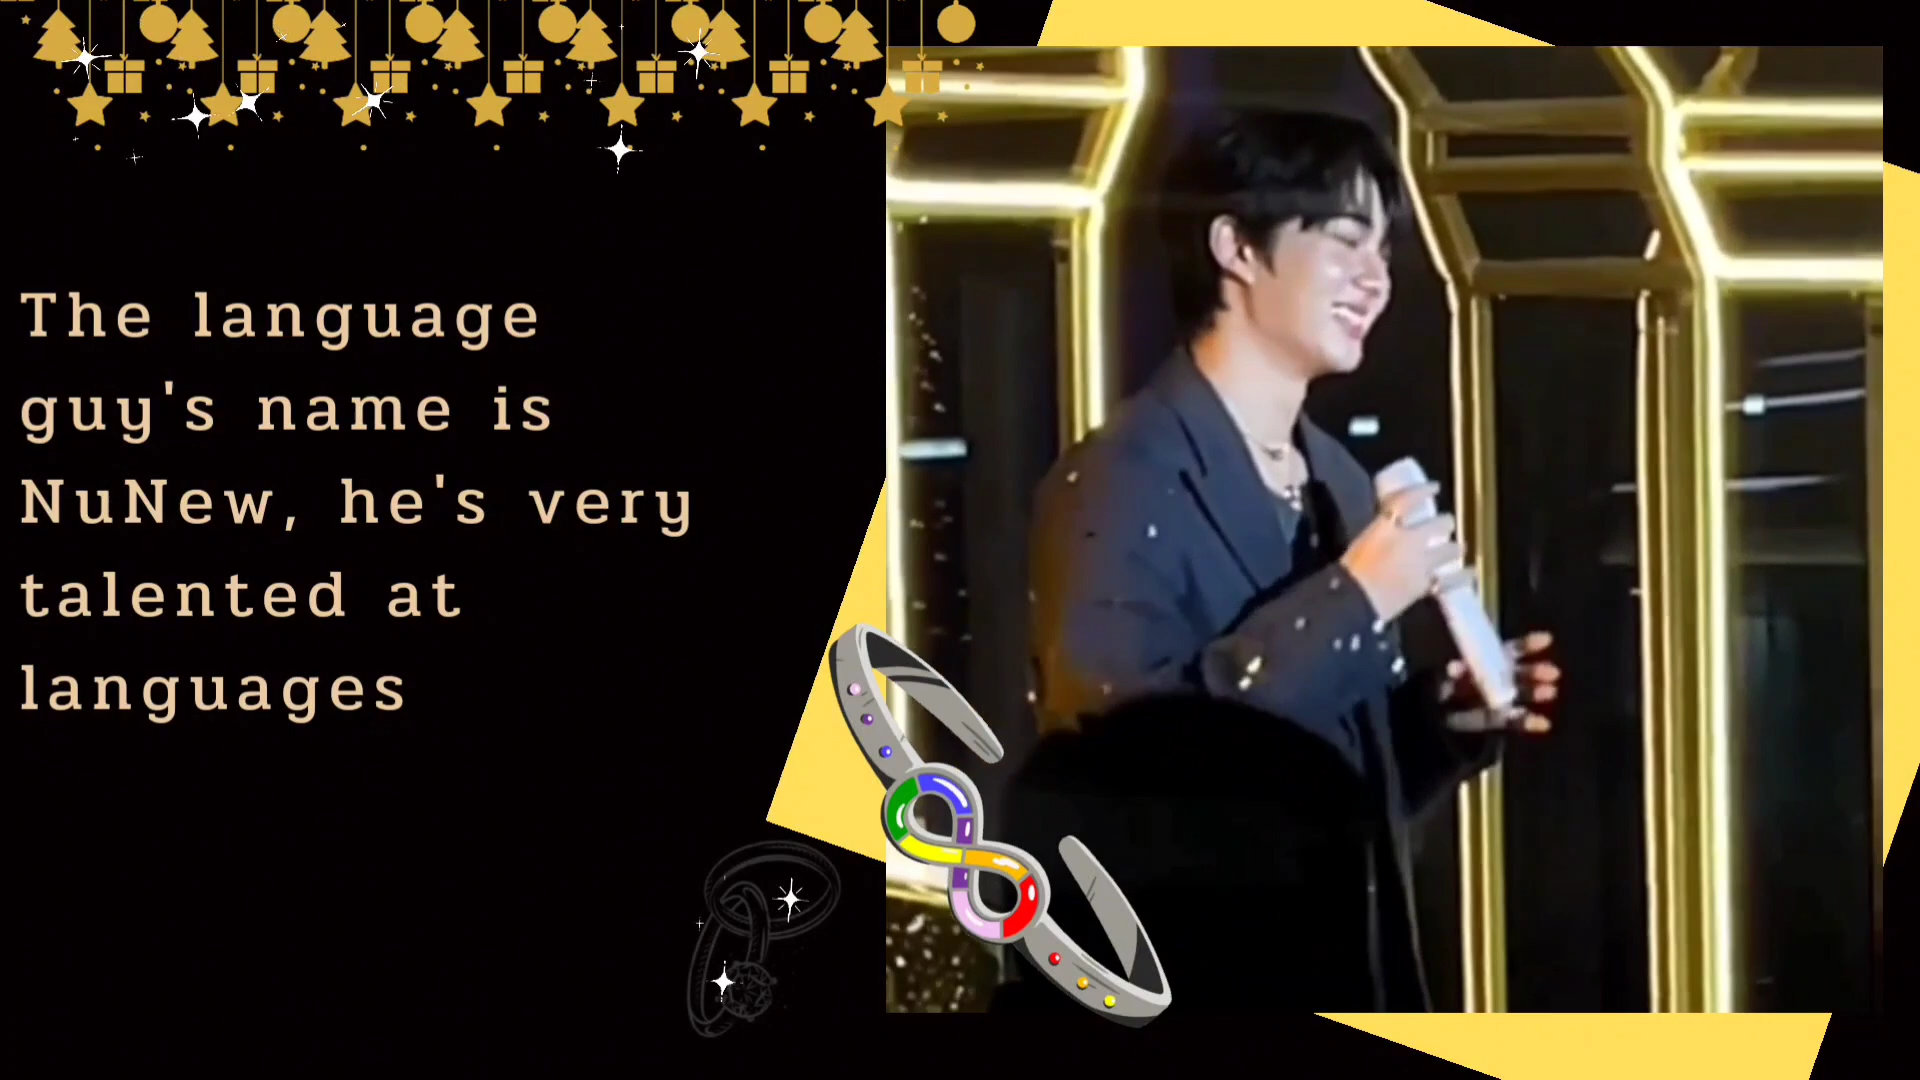 The language
guy's name is
NuNew, he's very
talented at
languages